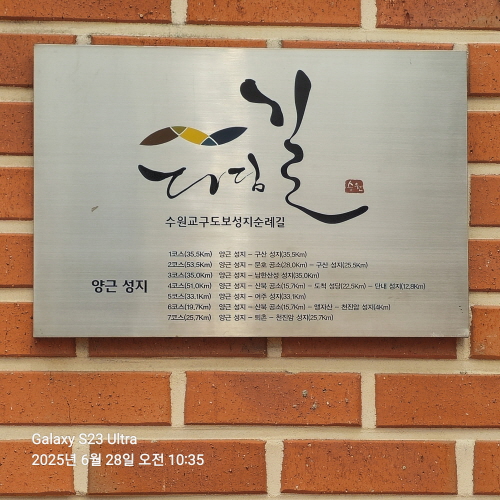 디딤길
수원
수원교구도보성지순례길
양근 성지
1코스(35,5Km) 양근 성지 - 구산 성지(35,5Km)
2코스(53,5Km) 양근 성지 - 문호 공소(28,0Km) - 구산 성지(25,5Km)
3코스(35,0Km) 양근 성지 - 남한산성 성지(35,0Km)
4코스(51,0Km) 양근 성지 - 신북 공소(15,7Km) - 도척 성당(22,5Km) - 단내 성지(12,8Km)
5코스(33,1Km) 양근 성지 - 여주 성지(33,1Km)
6코스(19,7Km) 양근 성지 - 신북 공소(15,7Km) - 앵자산 - 천진암 성지(4Km)
7코스(25,7Km) 양근 성지 - 퇴촌 - 천진암 성지(25,7Km)
Galaxy S23 Ultra
2025년 6월 28일 오전 10:35